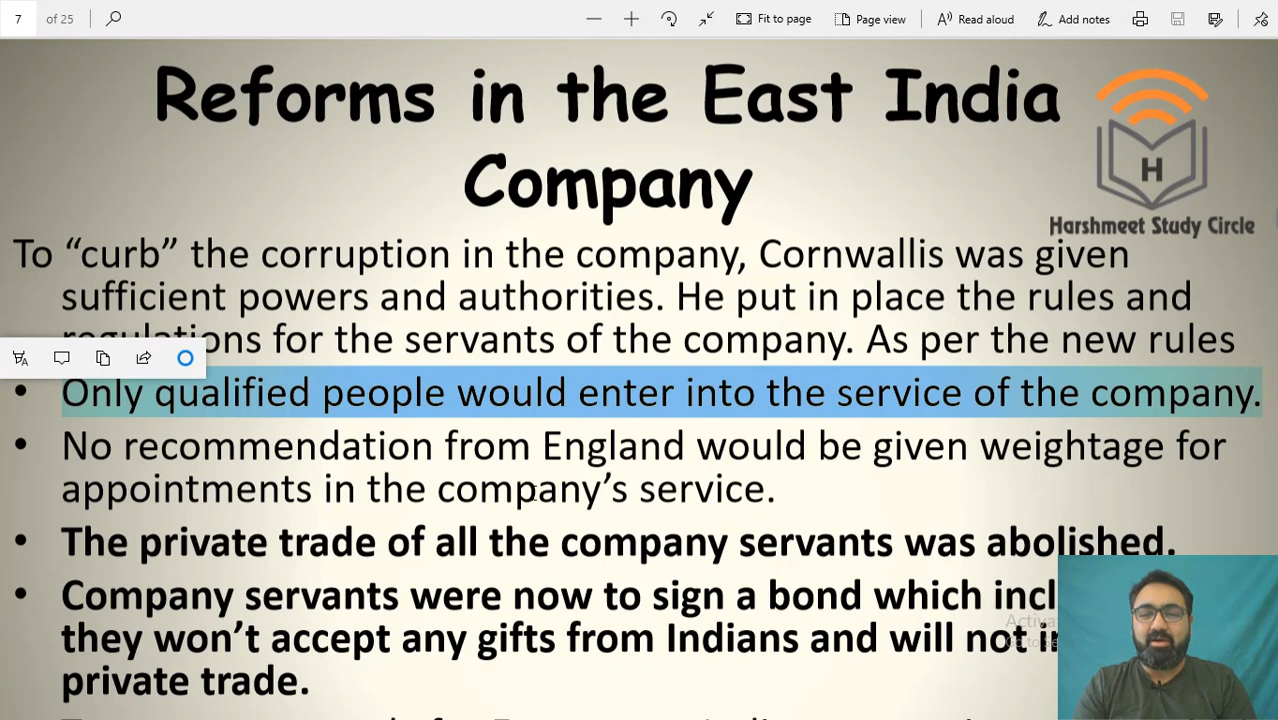 7 of 25 Fit to page Page view Read aloud Add notes
Reforms in the East India
Company
H
Harshmeet Study Circle
To “curb” the corruption in the company, Cornwallis was given
sufficient powers and authorities. He put in place the rules and
regulations for the servants of the company. As per the new rules
• Only qualified people would enter into the service of the company.
• No recommendation from England would be given weightage for
appointments in the company’s service.
• The private trade of all the company servants was abolished.
• Company servants were now to sign a bond which
they won’t accept any gifts from Indians and will not
private trade.